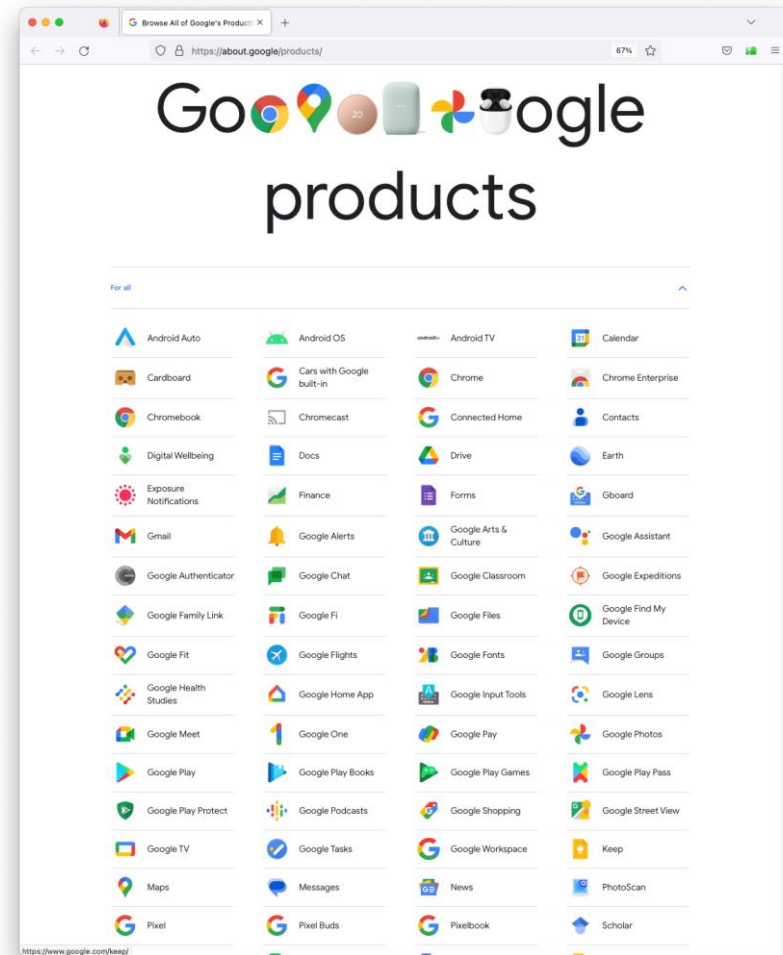 Browse All of Google's Product
https://about.google/products/
67%
Google
products
For all
Android Auto
Android OS
androidtv
Android TV
31
Calendar
Cardboard
Cars with Google
built-in
Chrome
Chrome Enterprise
Chromebook
Chromecast
Connected Home
Contacts
Digital Wellbeing
Docs
Drive
Earth
Exposure
Notifications
Finance
Forms
Gboard
Gmail
Google Alerts
Google Arts &
Culture
Google Assistant
Google Authenticator
Google Chat
Google Classroom
Google Expeditions
Google Family Link
Google Fi
Google Files
Google Find My
Device
Google Fit
Google Flights
Google Fonts
Google Groups
Google Health
Studies
Google Home App
Google Input Tools
Google Lens
Google Meet
Google One
Google Pay
Google Photos
Google Play
Google Play Books
Google Play Games
Google Play Pass
Google Play Protect
Google Podcasts
Google Shopping
Google Street View
Google TV
Google Tasks
Google Workspace
Keep
Maps
Messages
News
PhotoScan
Pixel
Pixel Buds
Pixelbook
Scholar
https://www.google.com/keep/